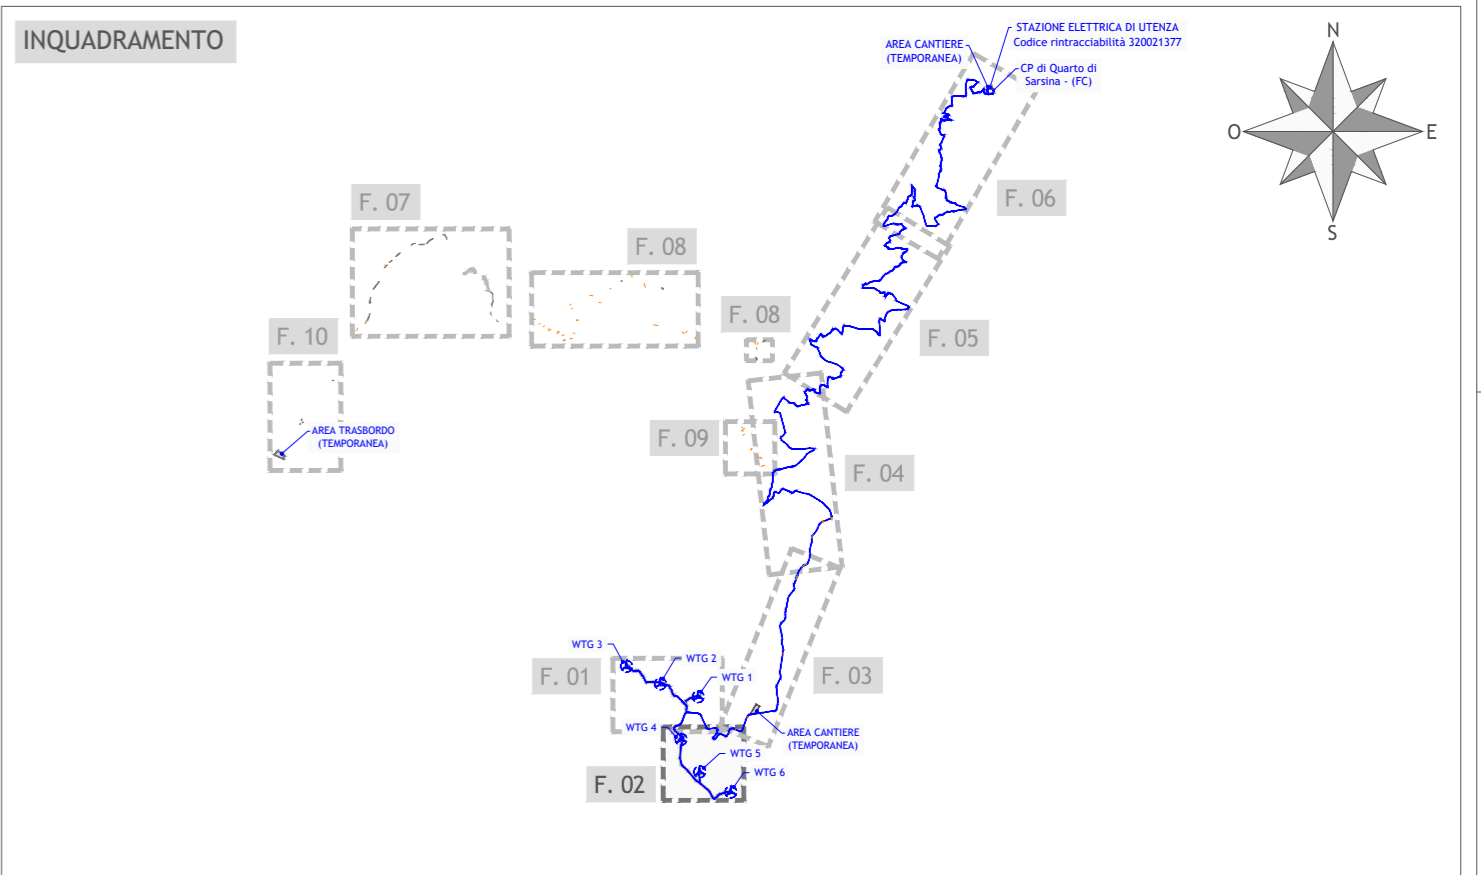 INQUADRAMENTO
STAZIONE ELETTRICA DI UTENZA
Codice rintracciabilità 320021377
AREA CANTIERE
(TEMPORANEA)
CP di Quarto di
Sarsina - (FC)
N
O
E
S
F. 06
F. 07
F. 08
F. 08
F. 10
F. 05
AREA TRASBORDO
(TEMPORANEA)
F. 09
F. 04
WTG 3
WTG 2
F. 01
WTG 1
F. 03
WTG 4
AREA CANTIERE
(TEMPORANEA)
WTG 5
WTG 6
F. 02